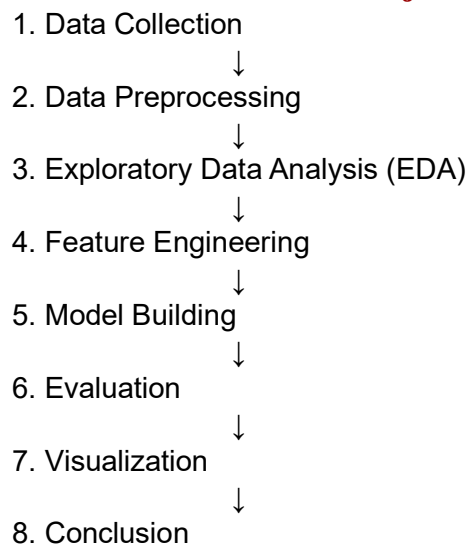 1. Data Collection
↓
2. Data Preprocessing
↓
3. Exploratory Data Analysis (EDA)
↓
4. Feature Engineering
↓
5. Model Building
↓
6. Evaluation
↓
7. Visualization
↓
8. Conclusion